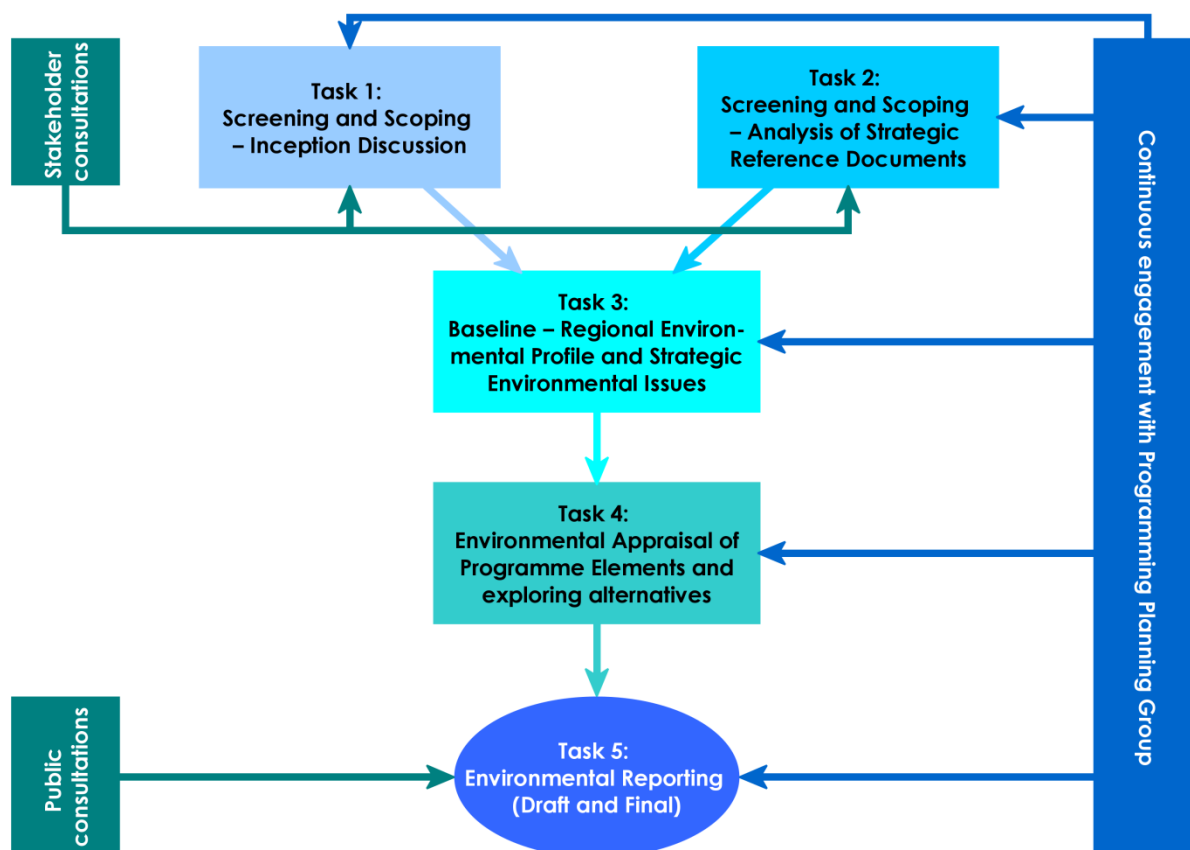 Stakeholder
consultations
Task 1:
Screening and Scoping
– Inception Discussion
Task 2:
Screening and Scoping
– Analysis of Strategic
Reference Documents
Continuous engagement with Programming Planning Group
Task 3:
Baseline – Regional Environ-
mental Profile and Strategic
Environmental Issues
Task 4:
Environmental Appraisal of
Programme Elements and
exploring alternatives
Public
consultations
Task 5:
Environmental Reporting
(Draft and Final)